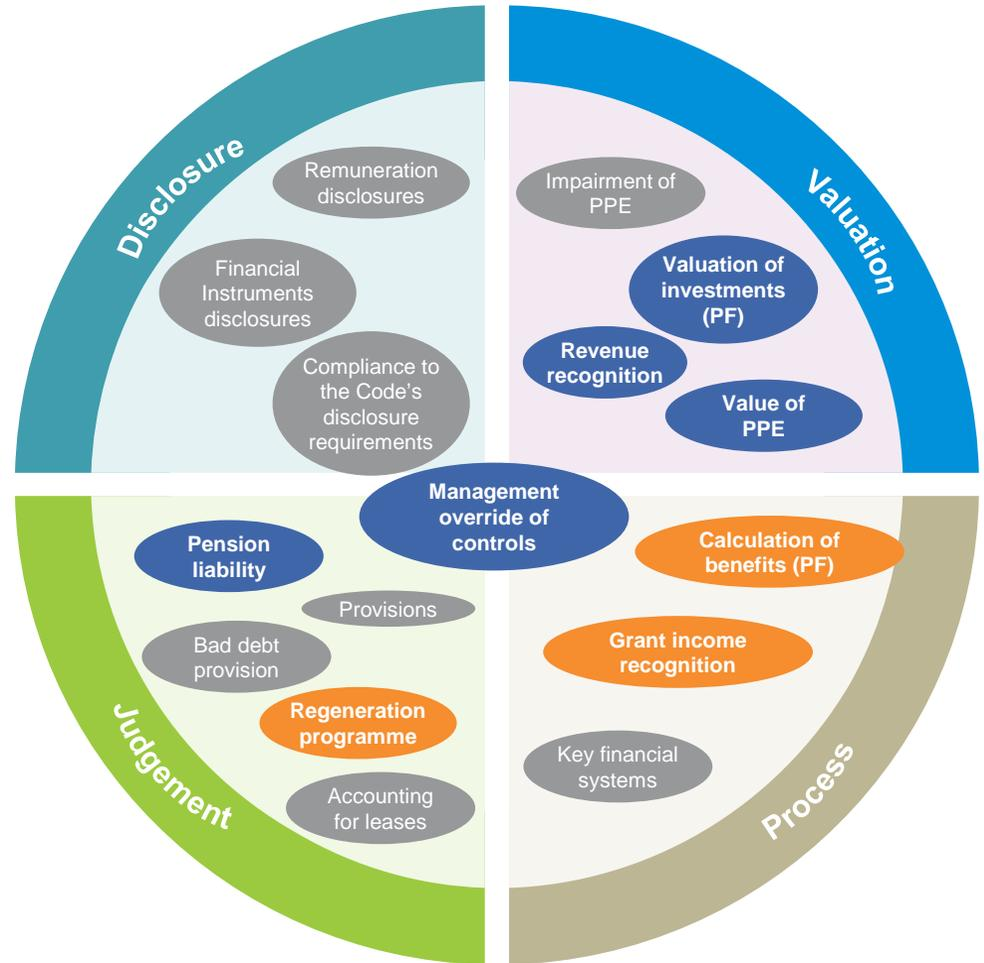 Disclosure
Remuneration
disclosures
Financial
Instruments
disclosures
Compliance to
the Code’s
disclosure
requirements
Valuation
Impairment of
PPE
Valuation of
investments
(PF)
Revenue
recognition
Value of
PPE
Management
override of
controls
Judgement
Pension
liability
Provisions
Bad debt
provision
Regeneration
programme
Accounting
for leases
Process
Calculation of
benefits (PF)
Grant income
recognition
Key financial
systems